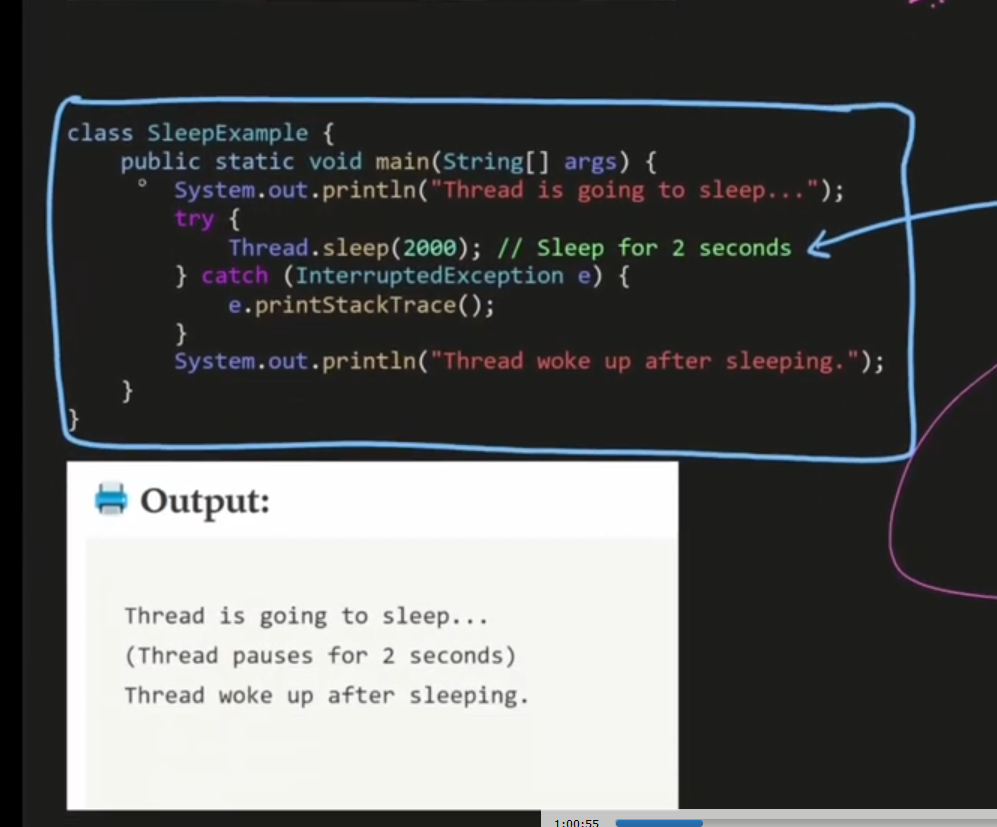 class SleepExample {
    public static void main(String[] args) {
        System.out.println("Thread is going to sleep...");
        try {
            Thread.sleep(2000); // Sleep for 2 seconds
        } catch (InterruptedException e) {
            e.printStackTrace();
        }
        System.out.println("Thread woke up after sleeping.");
    }
}
Output:
Thread is going to sleep...
(Thread pauses for 2 seconds)
Thread woke up after sleeping.
1:00:55